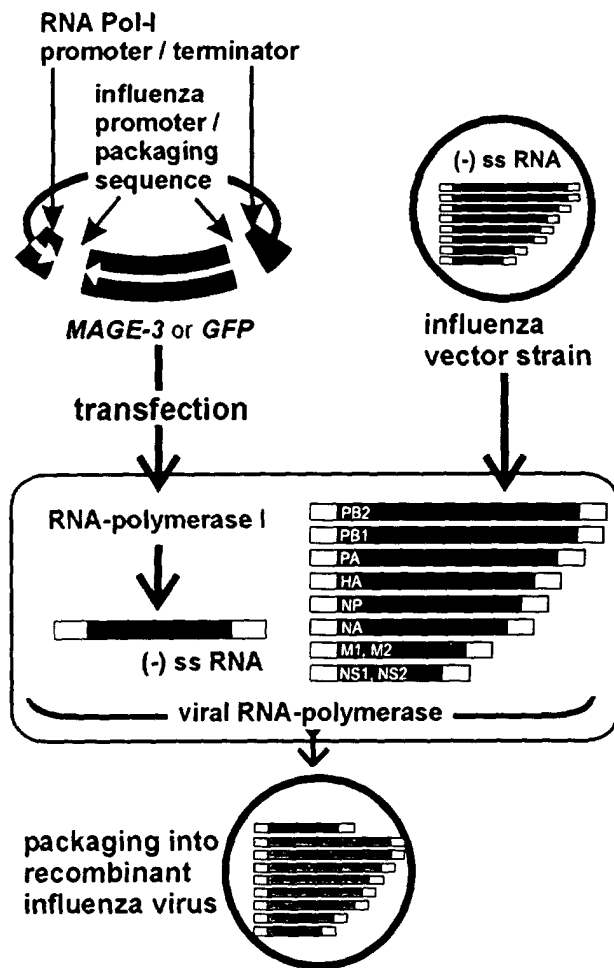 RNA Pol-I
promoter / terminator
influenza
promoter /
packaging
sequence
MAGE-3 or GFP
transfection
(-) ss RNA
influenza
vector strain
RNA-polymerase I
(-) ss RNA
PB2
PB1
PA
HA
NP
NA
M1, M2
NS1, NS2
viral RNA-polymerase
packaging into
recombinant
influenza virus